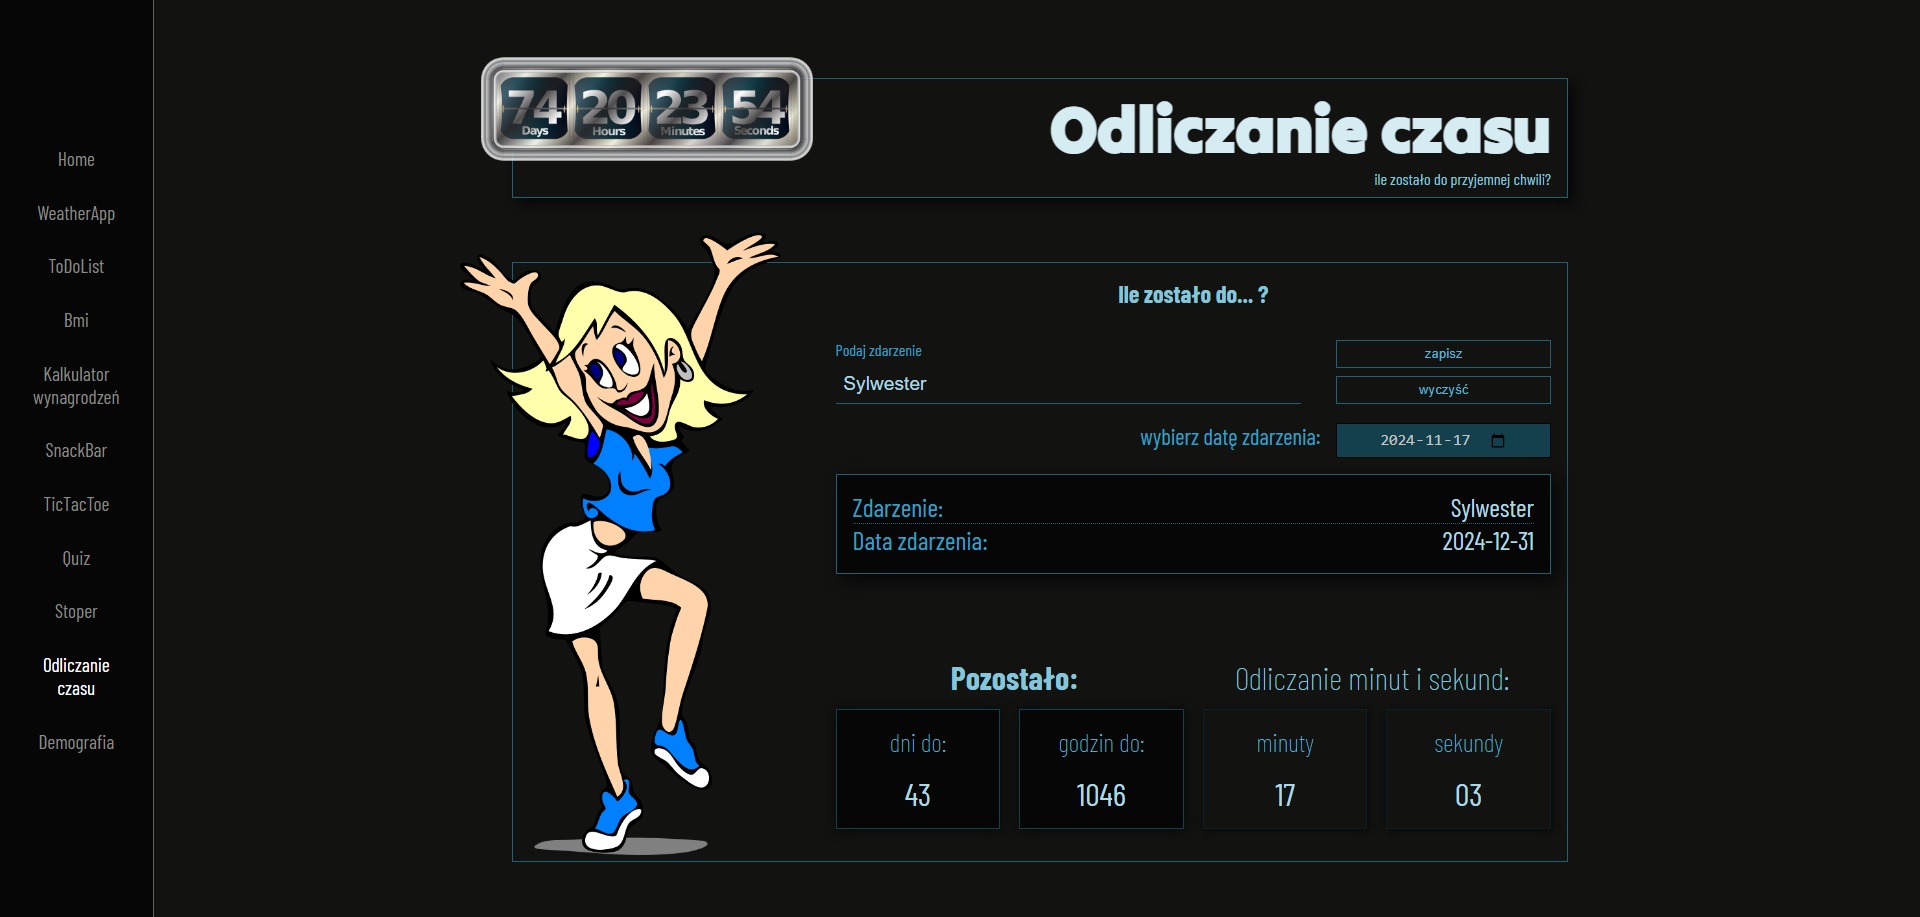 Home
WeatherApp
ToDoList
Bmi
Kalkulator
wynagrodzeń
SnackBar
TicTacToe
Quiz
Stoper
Odliczanie
czasu
Demografia
74 20 23 54
Days Hours Minutes Seconds
Odliczanie czasu
ile zostało do przyjemnej chwili?
Ile zostało do... ?
Podaj zdarzenie
Sylwester
zapisz
wyczyść
wybierz datę zdarzenia: 2024-11-17
Zdarzenie: Sylwester
Data zdarzenia: 2024-12-31
Pozostało: Odliczanie minut i sekund:
dni do: godzin do: minuty sekundy
43 1046 17 03